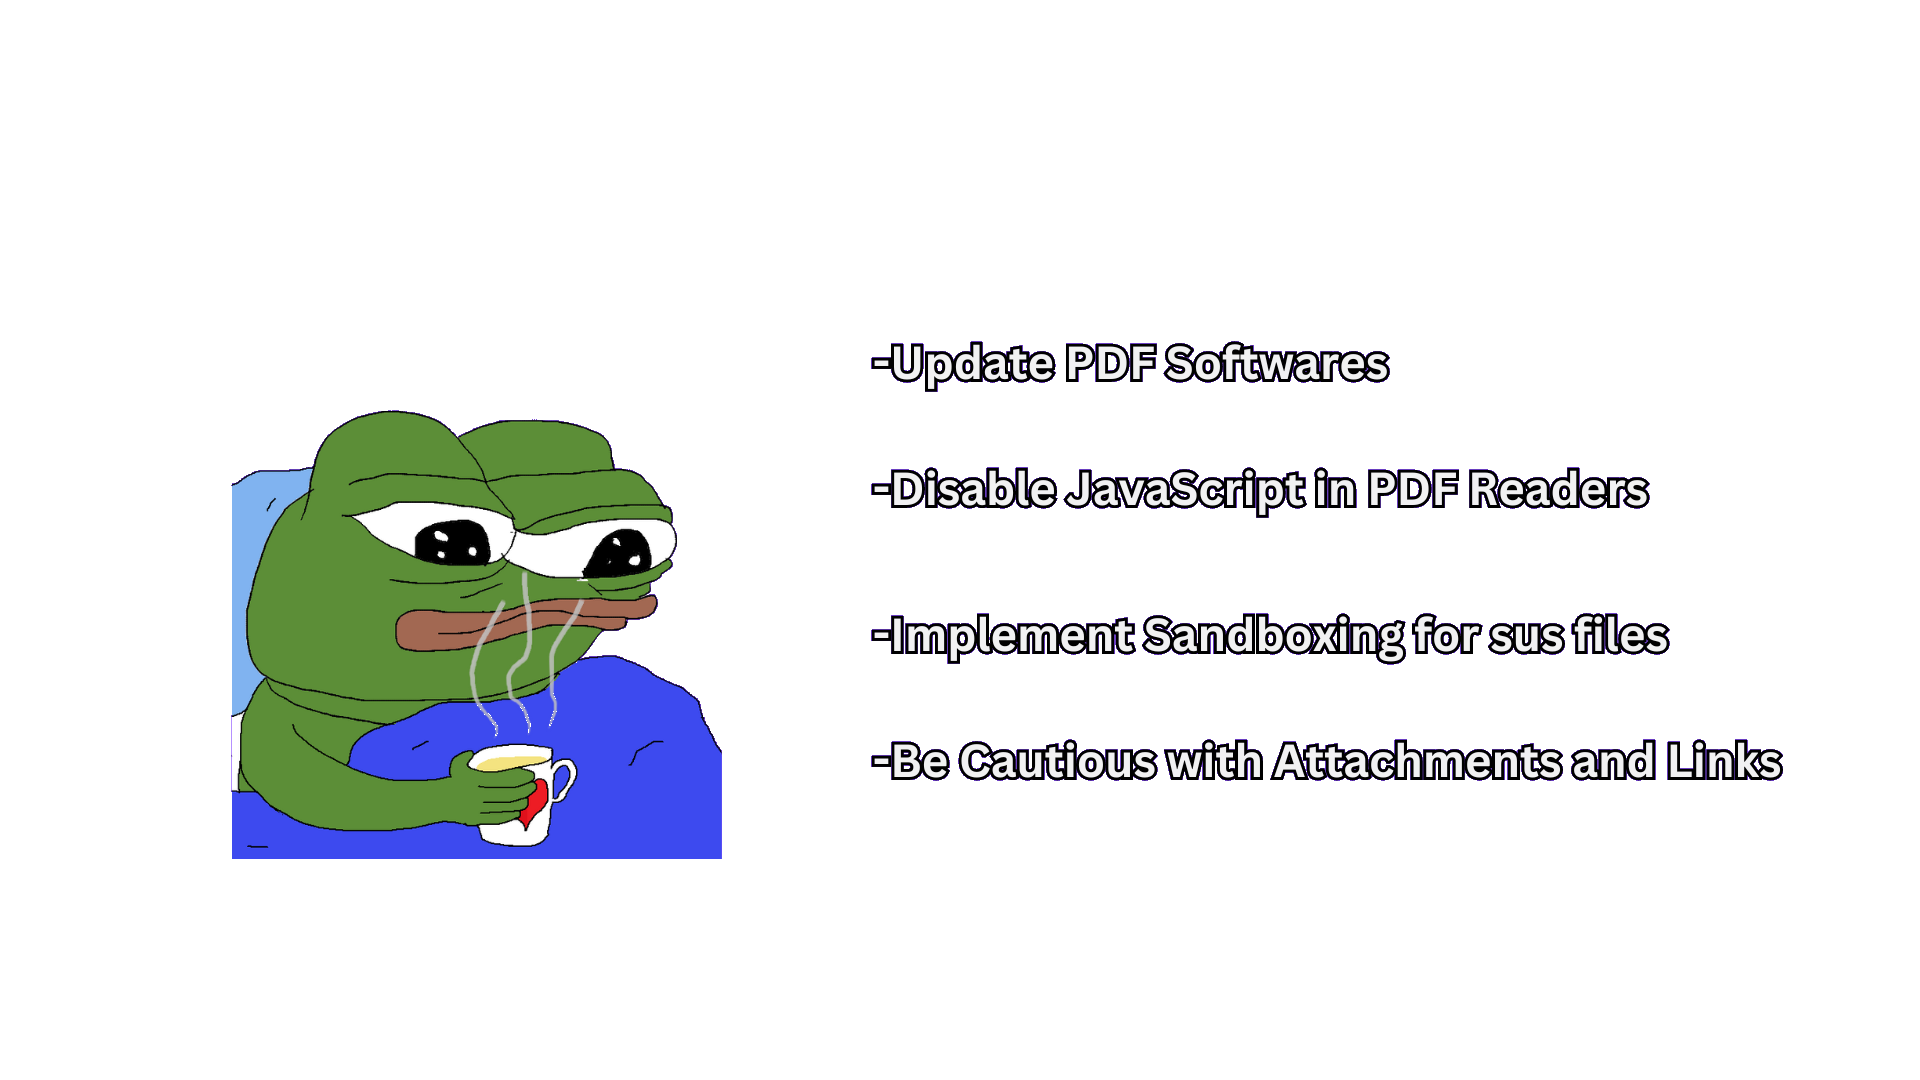 -Update PDF Softwares
-Disable JavaScript in PDF Readers
-Implement Sandboxing for sus files
-Be Cautious with Attachments and Links